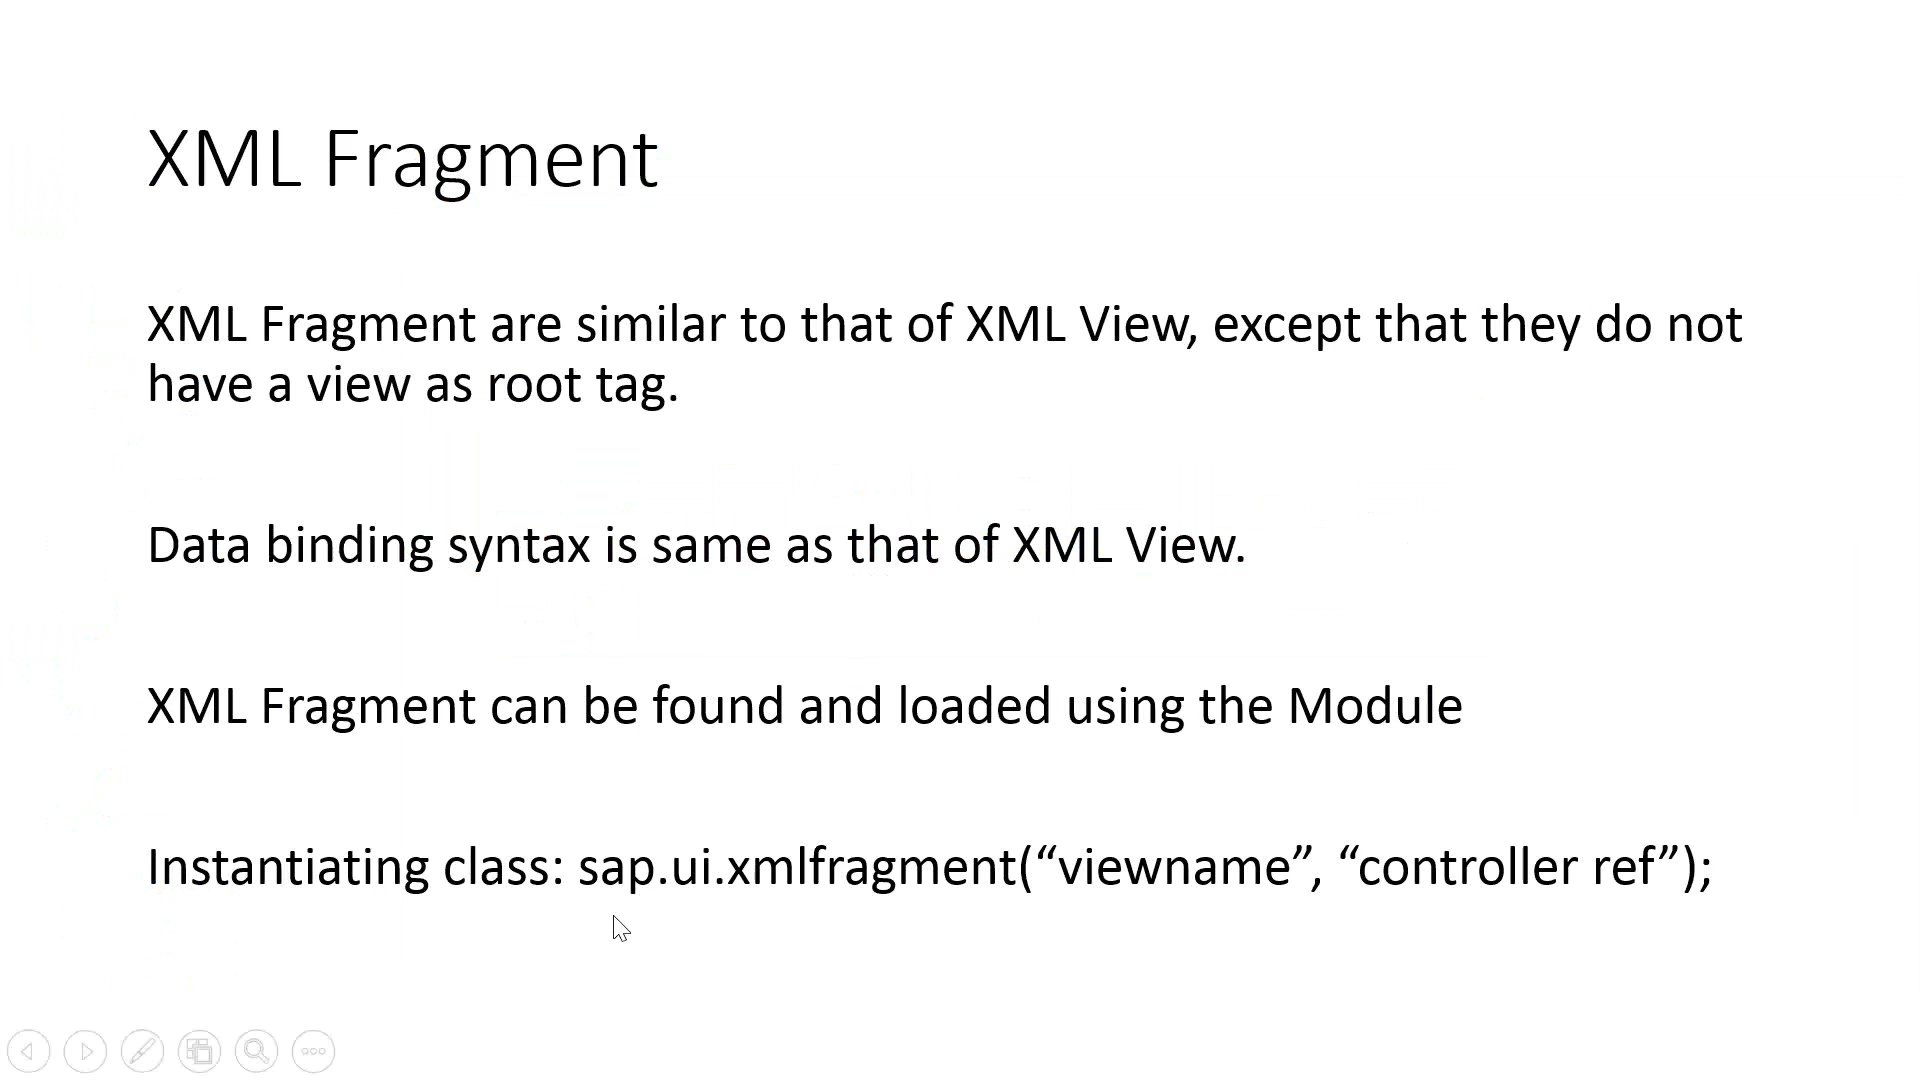 XML Fragment
XML Fragment are similar to that of XML View, except that they do not
have a view as root tag.
Data binding syntax is same as that of XML View.
XML Fragment can be found and loaded using the Module
Instantiating class: sap.ui.xmlfragment(“viewname”, “controller ref”);